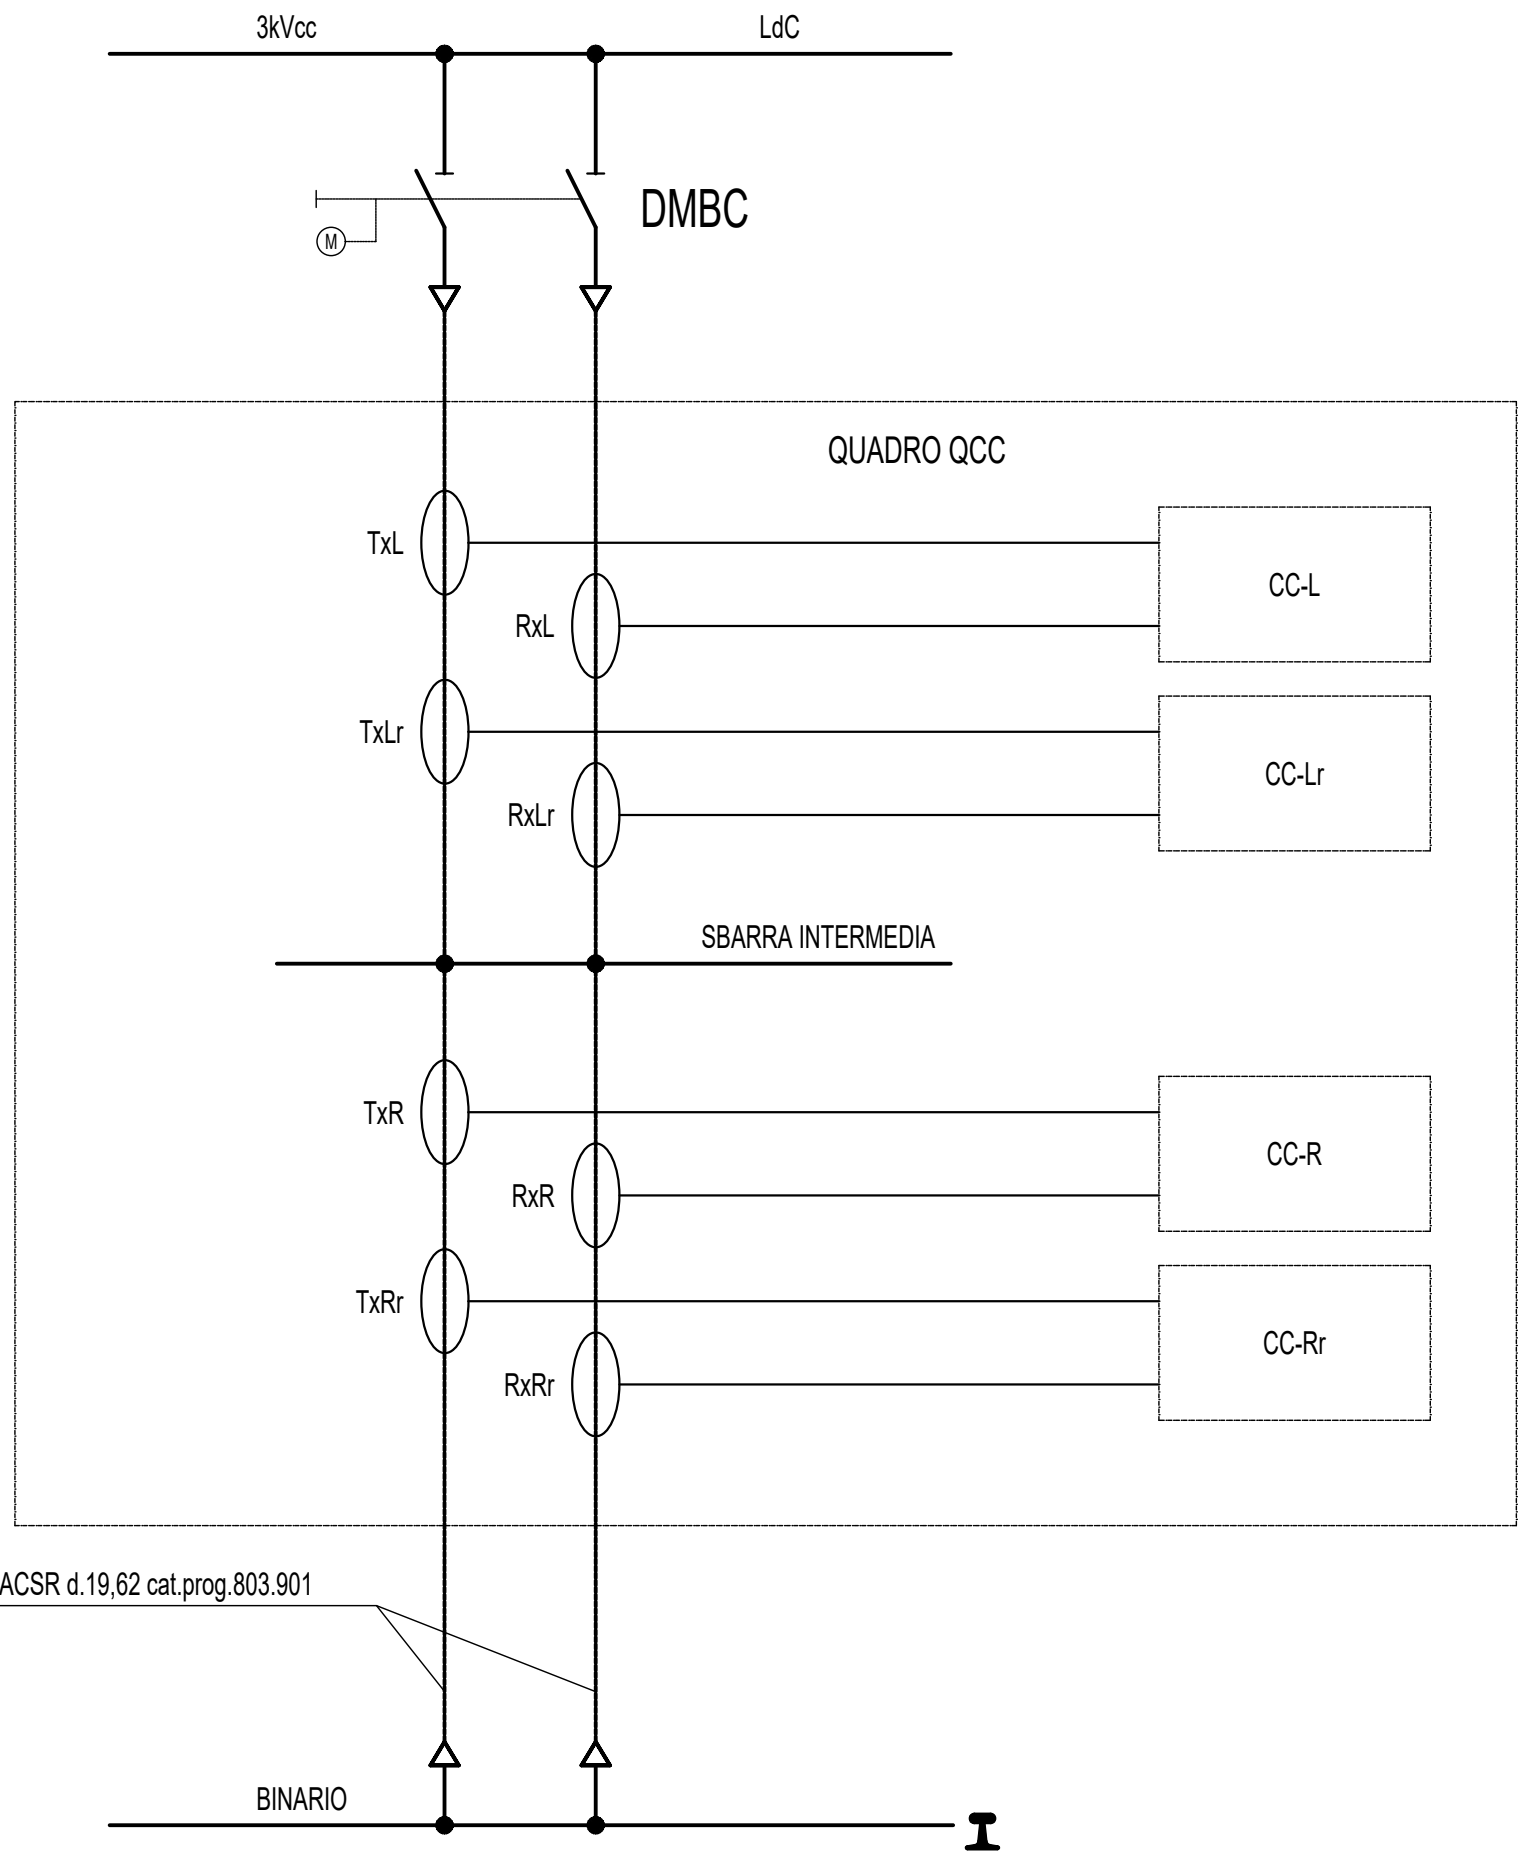 3kVcc
LdC
DMBC
M
QUADRO QCC
TxL
CC-L
RxL
TxLr
CC-Lr
RxLr
SBARRA INTERMEDIA
TxR
CC-R
RxR
TxRr
CC-Rr
RxRr
ACSR d.19,62 cat.prog.803.901
BINARIO